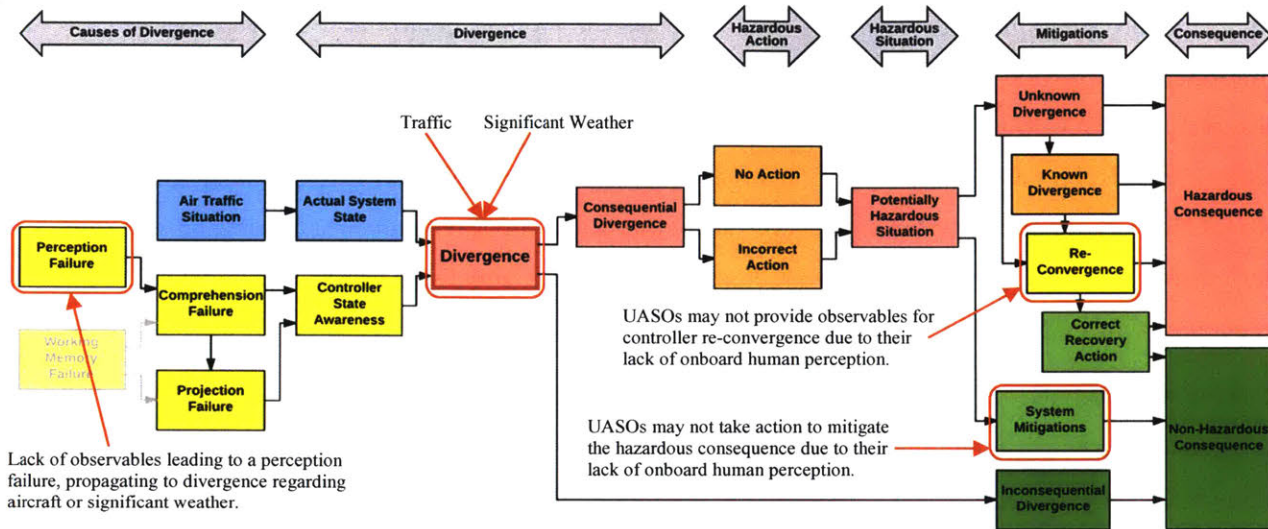 Causes of Divergence
Divergence
Hazardous
Action
Hazardous
Situation
Mitigations
Consequence
Traffic
Significant Weather
Unknown
Divergence
Air Traffic
Situation
Actual System
State
No Action
Known
Divergence
Hazardous
Consequence
Perception
Failure
Divergence
Consequential
Divergence
Potentially
Hazardous
Situation
Incorrect
Action
Re-
Convergence
Comprehension
Failure
Controller
State
Awareness
UASOs may not provide observables for
controller re-convergence due to their
lack of onboard human perception.
Correct
Recovery
Action
Working
Memory
Failure
Projection
Failure
UASOs may not take action to mitigate
the hazardous consequence due to their
lack of onboard human perception.
System
Mitigations
Non-Hazardous
Consequence
Lack of observables leading to a perception
failure, propagating to divergence regarding
aircraft or significant weather.
Inconsequential
Divergence